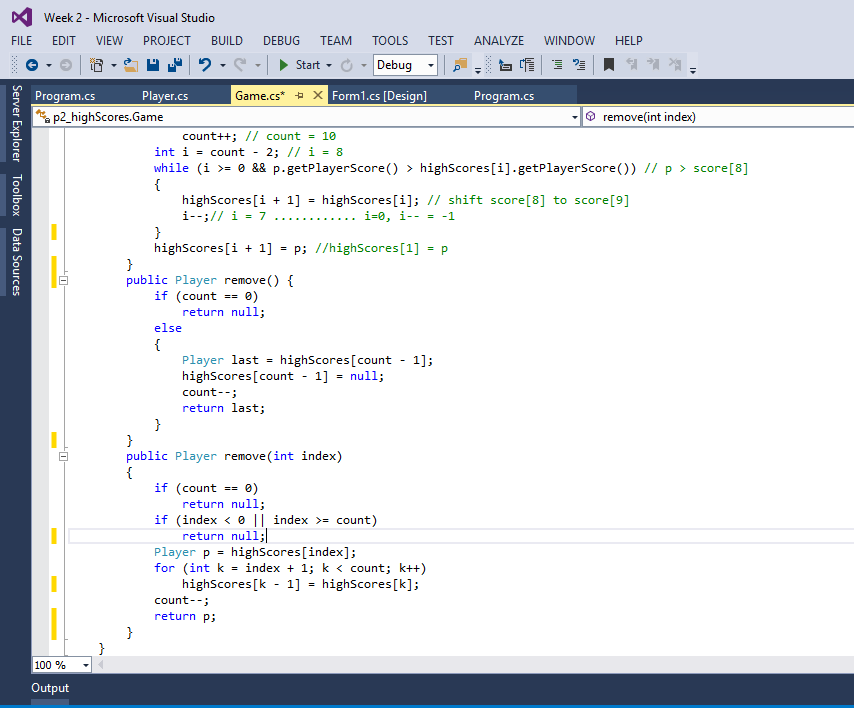 Week 2 - Microsoft Visual Studio
FILE EDIT VIEW PROJECT BUILD DEBUG TEAM TOOLS TEST ANALYZE WINDOW HELP
Start Debug
Program.cs Player.cs Game.cs* Form1.cs [Design] Program.cs
p2_highScores.Game remove(int index)
Server Explorer
Toolbox
Data Sources
count++; // count = 10
int i = count - 2; // i = 8
while (i >= 0 && p.getPlayerScore() > highScores[i].getPlayerScore()) // p > score[8]
{
highScores[i + 1] = highScores[i]; // shift score[8] to score[9]
i--;// i = 7 ............ i=0, i-- = -1
}
highScores[i + 1] = p; //highScores[1] = p
}
public Player remove() {
if (count == 0)
return null;
else
{
Player last = highScores[count - 1];
highScores[count - 1] = null;
count--;
return last;
}
}
public Player remove(int index)
{
if (count == 0)
return null;
if (index < 0 || index >= count)
return null;
Player p = highScores[index];
for (int k = index + 1; k < count; k++)
highScores[k - 1] = highScores[k];
count--;
return p;
}
}
100 %
Output